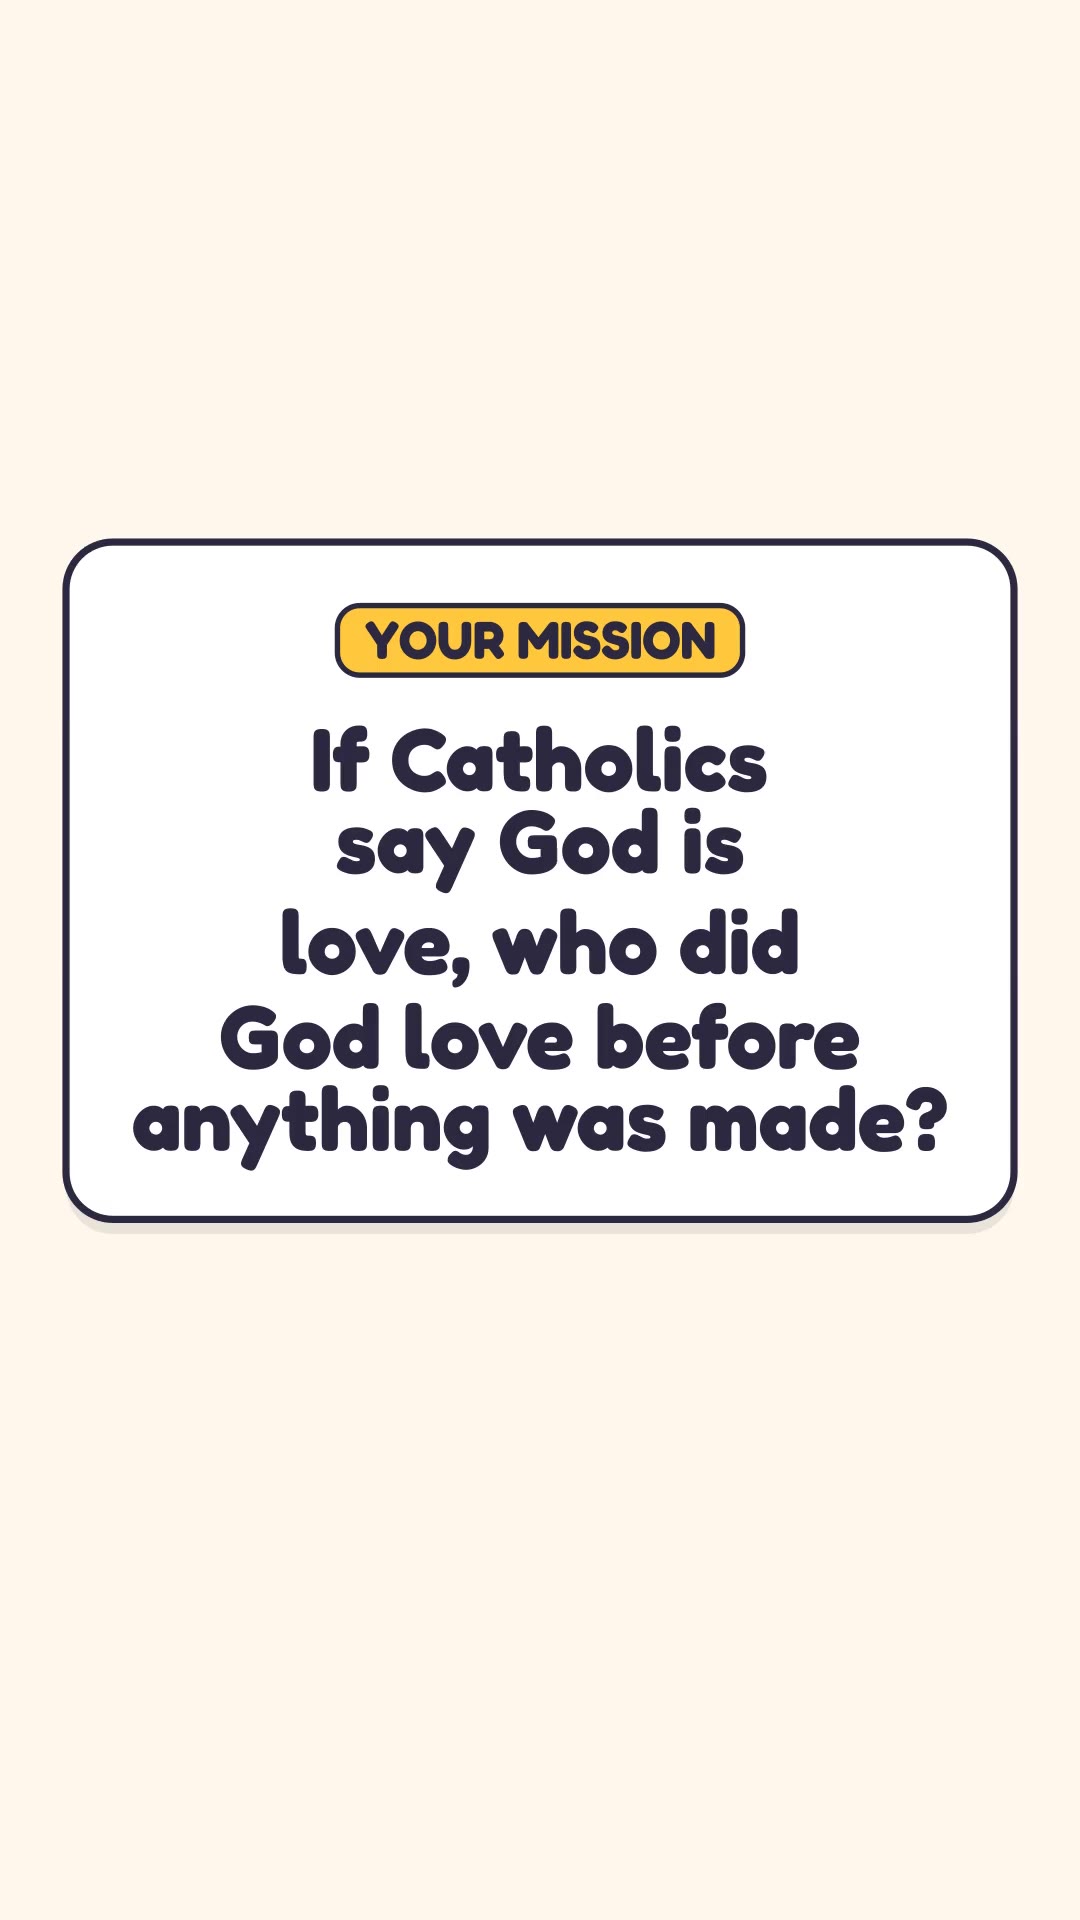 YOUR MISSION
If Catholics
say God is
love, who did
God love before
anything was made?